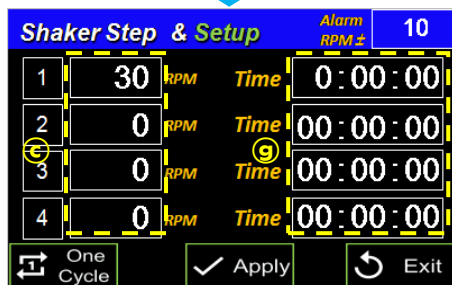 Shaker Step & Setup Alarm RPM± 10
1 30 RPM Time 0:00:00
2 0 RPM Time 00:00:00
ⓒ ⓖ
3 0 RPM Time 00:00:00
4 0 RPM Time 00:00:00
1 One Cycle Apply Exit